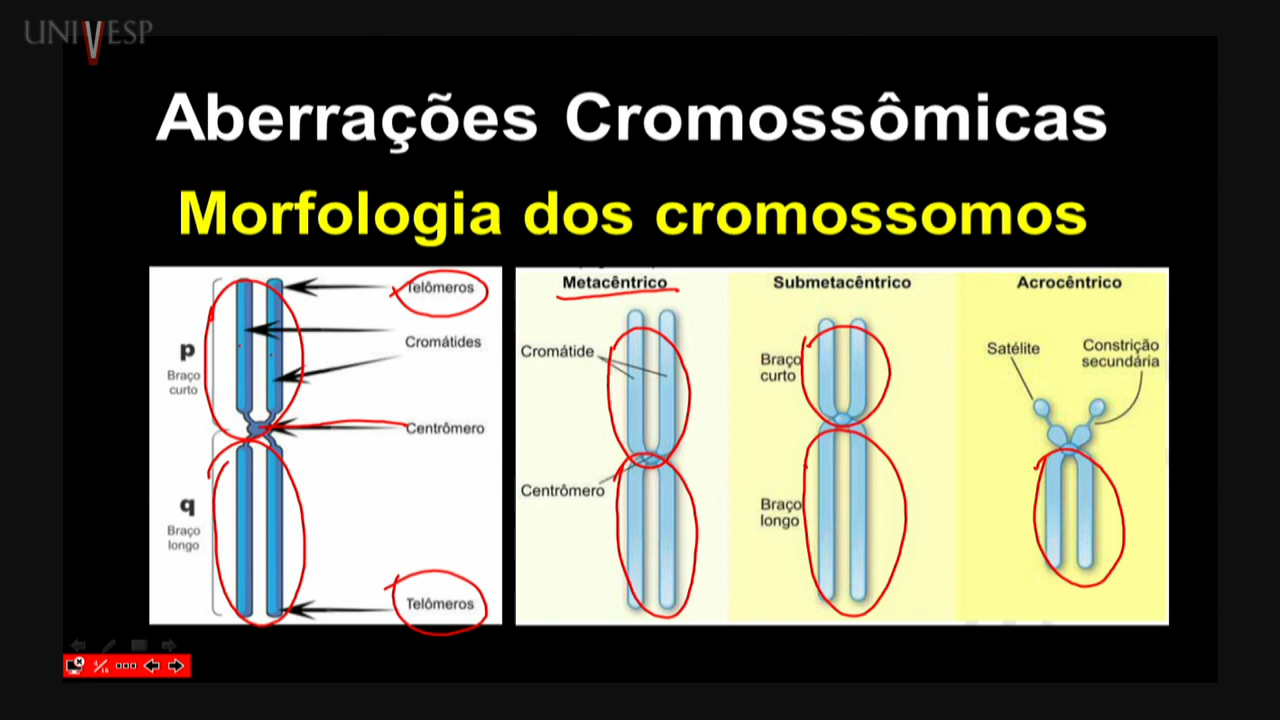 UNIVESP
Aberrações Cromossômicas
Morfologia dos cromossomos
Telômeros
Cromátides
p
Braço
curto
Centrômero
q
Braço
longo
Telômeros
Metacêntrico
Cromátide
Centrômero
Submetacêntrico
Braço
curto
Braço
longo
Acrocêntrico
Satélite
Constrição
secundária